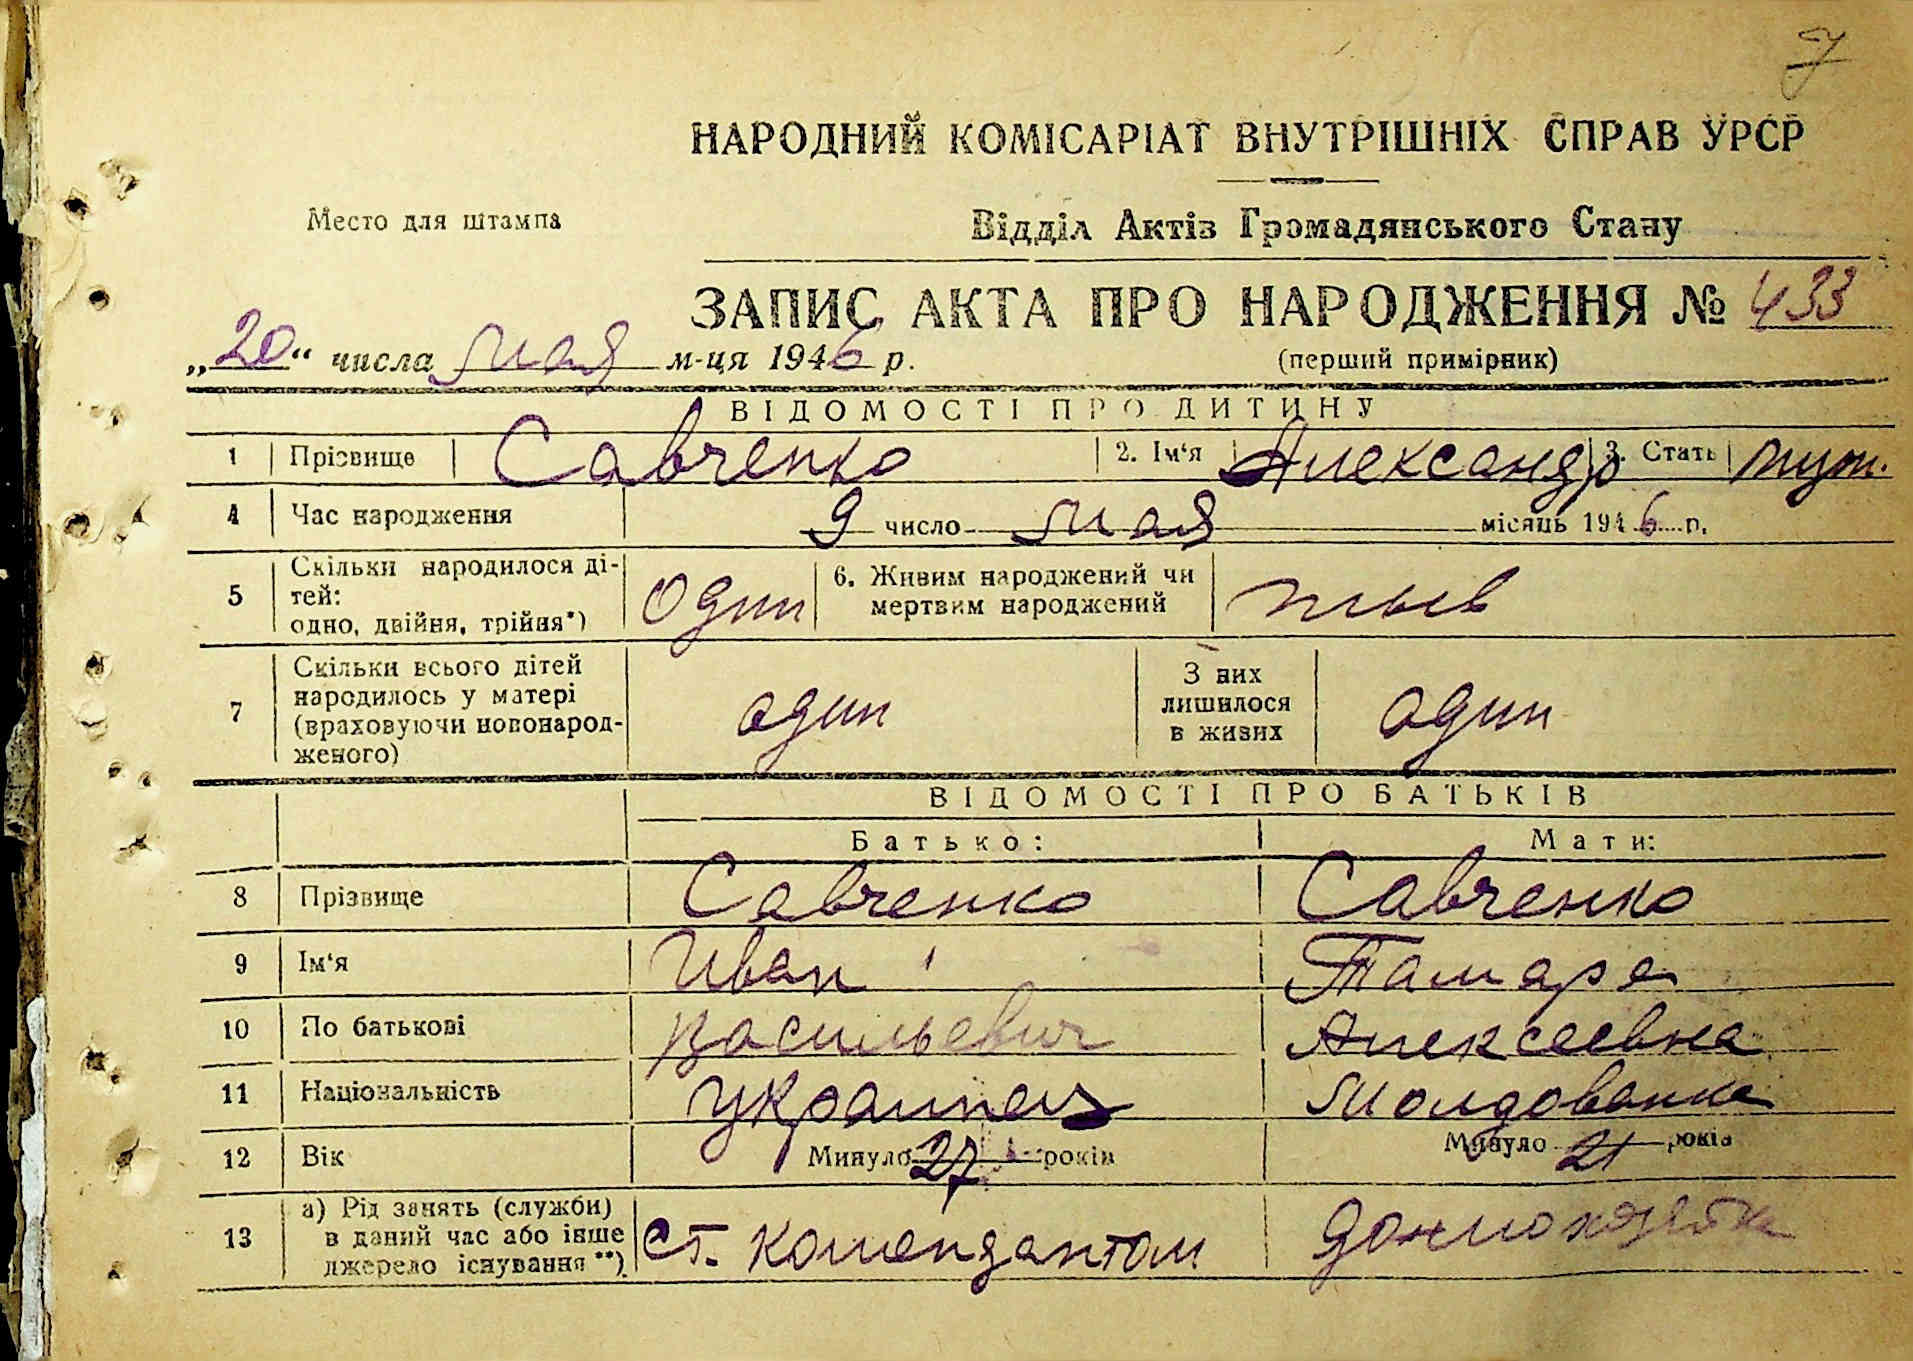 7
НАРОДНИЙ КОМІСАРІАТ ВНУТРІШНІХ СПРАВ УРСР
Место для штампа
Відділ Актів Громадянського Стану
ЗАПИС АКТА ПРО НАРОДЖЕННЯ № 433
„20“ числа мая м-ця 1946 р.
(перший примірник)
ВІДОМОСТІ ПРО ДИТИНУ
1 Прізвище Савченко 2. Ім‘я Александр 3. Стать муж.
4 Час народження 9 число мая місяць 1946 р.
5 Скільки народилося ді-
тей:
одно, двійня, трійня*) Один 6. Живим народжений чи
мертвим народжений
7 Скільки всього дітей
народилось у матері
(враховуючи новонарод-
женого) один З них
лишилося
в живих один
ВІДОМОСТІ ПРО БАТЬКІВ
Батько: Мати:
8 Прізвище Савченко Савченко
9 Ім‘я Иван Тамара
10 По батькові Васильевич Алексеевна
11 Національність Украинец Молдованка
12 Вік Минуло 27 років Минуло 21 років
13 а) Рід занять (служби)
в даний час або інше
джерело існування **) Ст. комендантом домохозяйка